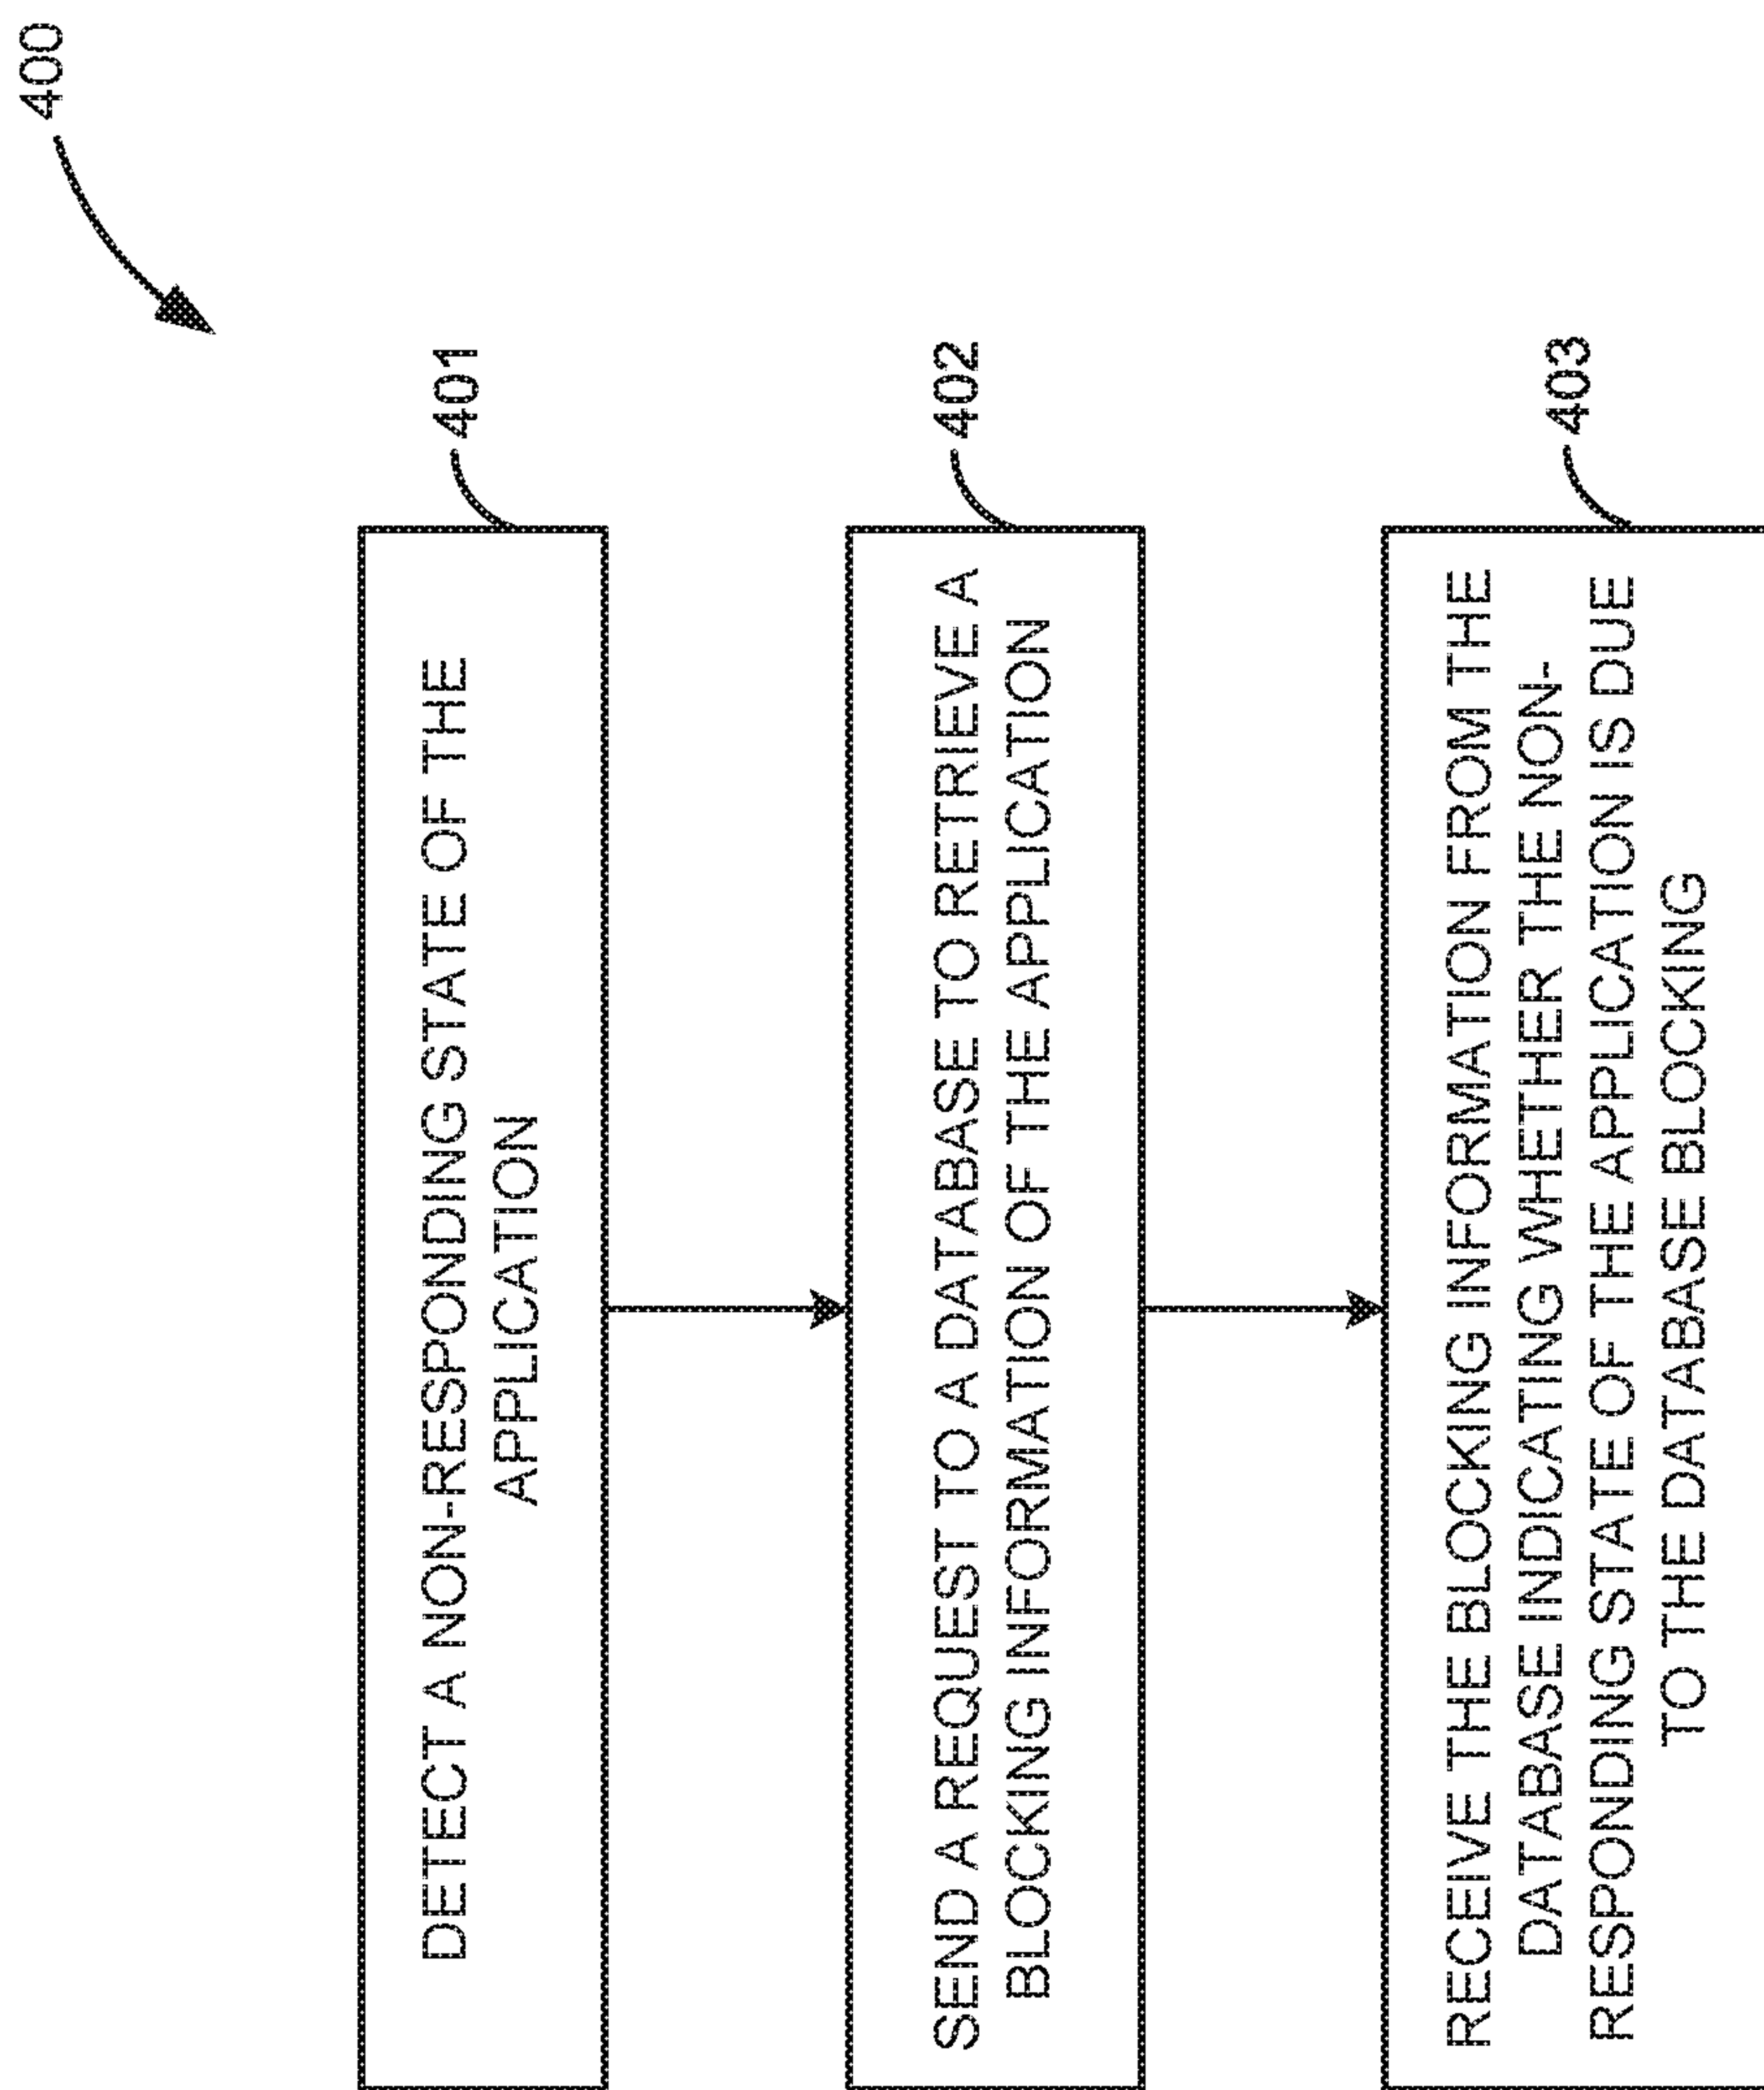 400
401
DETECT A NON-RESPONDING STATE OF THE
APPLICATION
402
SEND A REQUEST TO A DATABASE TO RETRIEVE A
BLOCKING INFORMATION OF THE APPLICATION
403
RECEIVE THE BLOCKING INFORMATION FROM THE
DATABASE INDICATING WHETHER THE NON-
RESPONDING STATE OF THE APPLICATION IS DUE
TO THE DATABASE BLOCKING